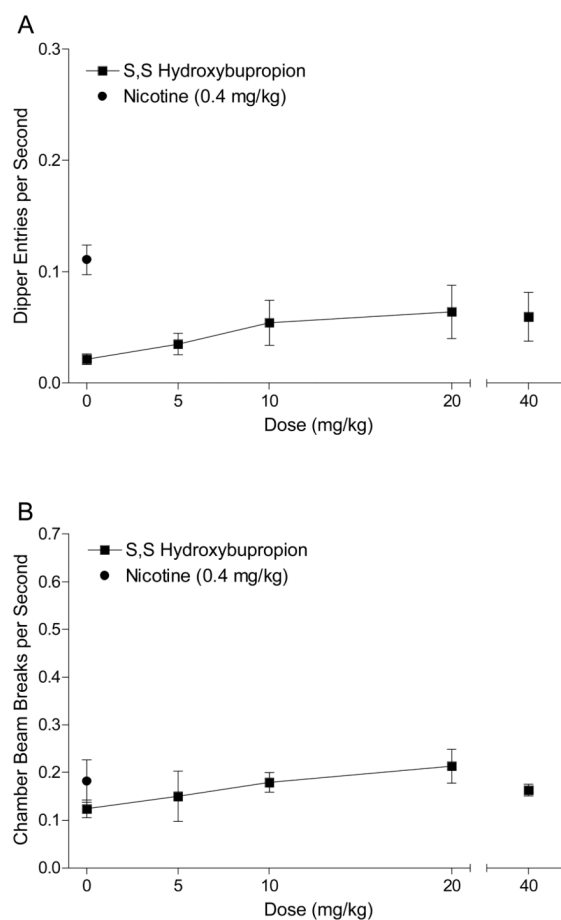 A
0.3
S,S Hydroxybupropion
Nicotine (0.4 mg/kg)
0.2
Dipper Entries per Second
0.1
0.0
0 5 10 20 40
Dose (mg/kg)
B
0.7
S,S Hydroxybupropion
0.6
Nicotine (0.4 mg/kg)
0.5
Chamber Beam Breaks per Second
0.4
0.3
0.2
0.1
0.0
0 5 10 20 40
Dose (mg/kg)